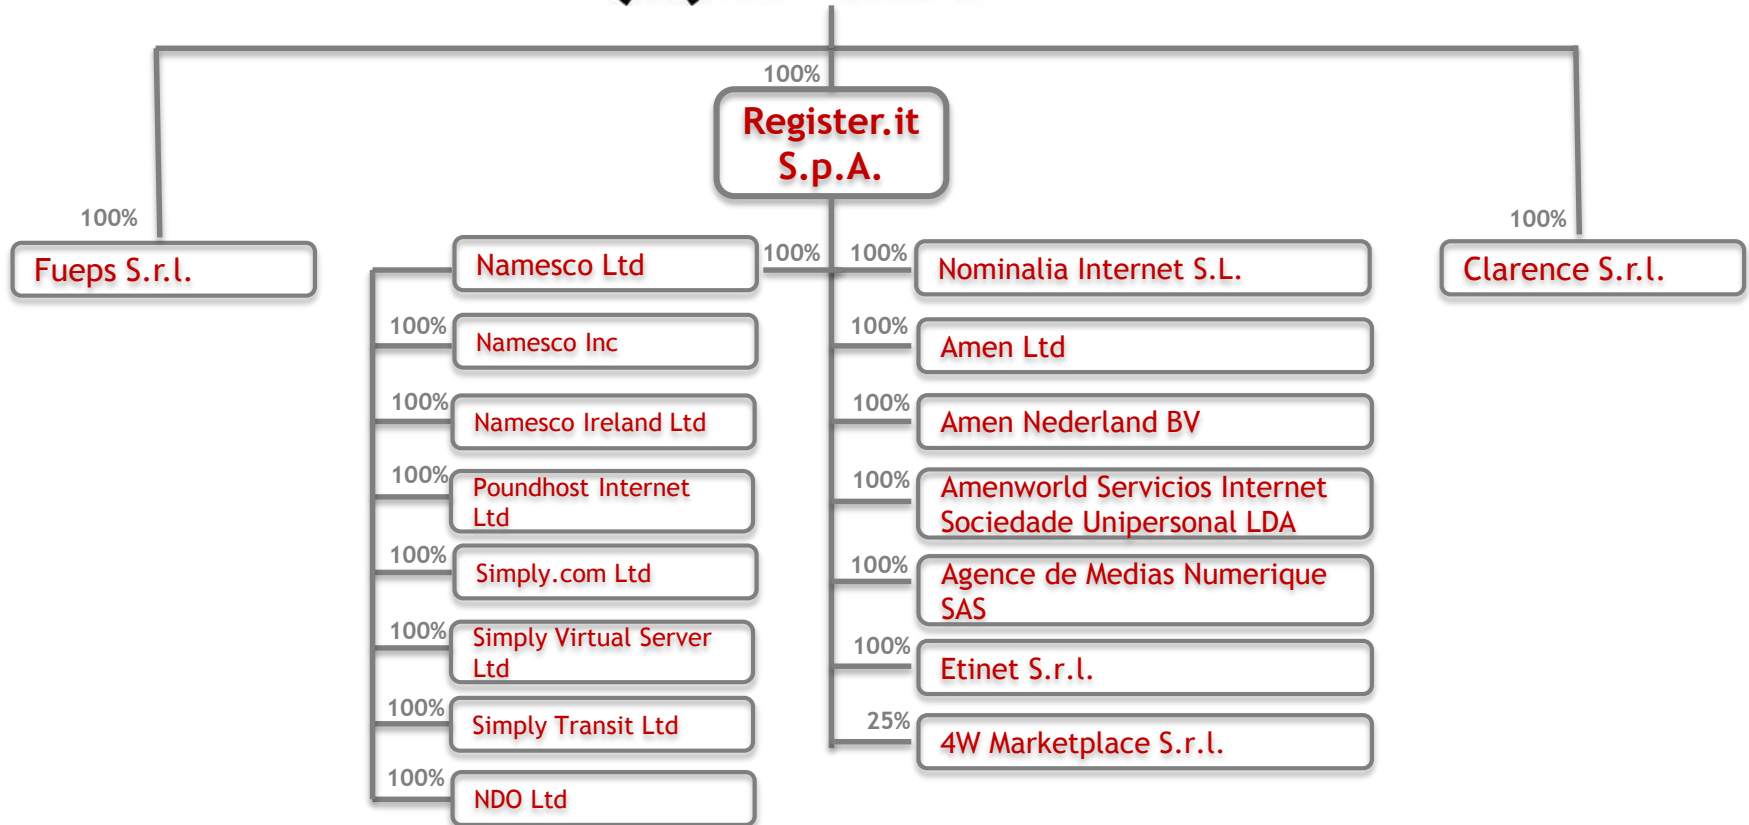 100%
Register.it
S.p.A.
100%
Fueps S.r.l.
100%
Clarence S.r.l.
100%
Namesco Ltd
100%
Namesco Inc
100%
Namesco Ireland Ltd
100%
Poundhost Internet
Ltd
100%
Simply.com Ltd
100%
Simply Virtual Server
Ltd
100%
Simply Transit Ltd
100%
NDO Ltd
100%
Nominalia Internet S.L.
100%
Amen Ltd
100%
Amen Nederland BV
100%
Amenworld Servicios Internet
Sociedade Unipersonal LDA
100%
Agence de Medias Numerique
SAS
100%
Etinet S.r.l.
25%
4W Marketplace S.r.l.